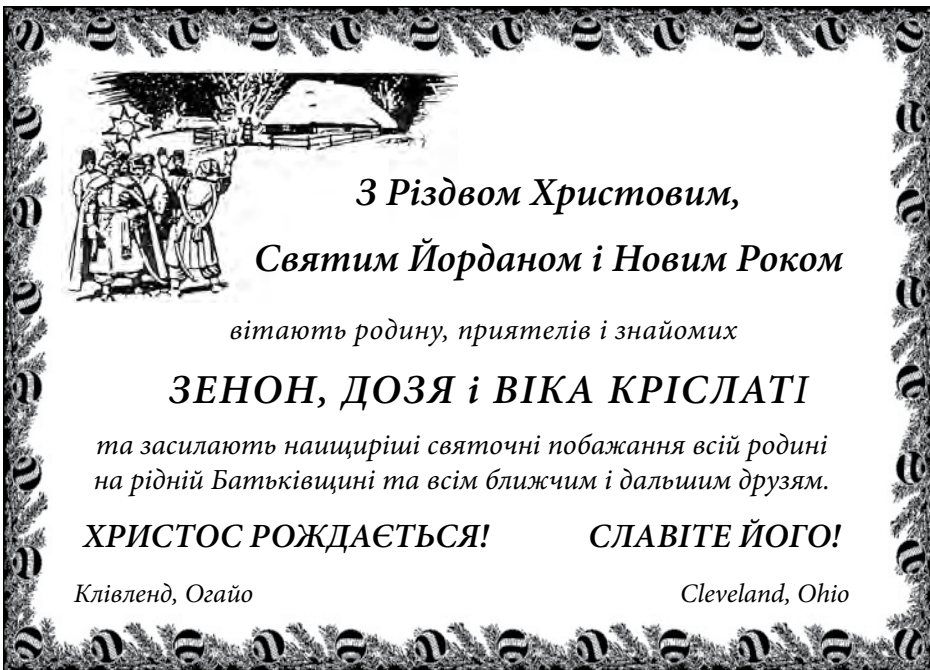 З Різдвом Христовим,
Святим Йорданом і Новим Роком
вітають родину, приятелів і знайомих
ЗЕНОН, ДОЗЯ і ВІКА КРІСЛАТІ
та засилають наищиріші святочні побажання всій родині
на рідній Батьківщині та всім ближчим і дальшим друзям.
ХРИСТОС РОЖДАЄТЬСЯ! СЛАВІТЕ ЙОГО!
Клівленд, Огайо Cleveland, Ohio